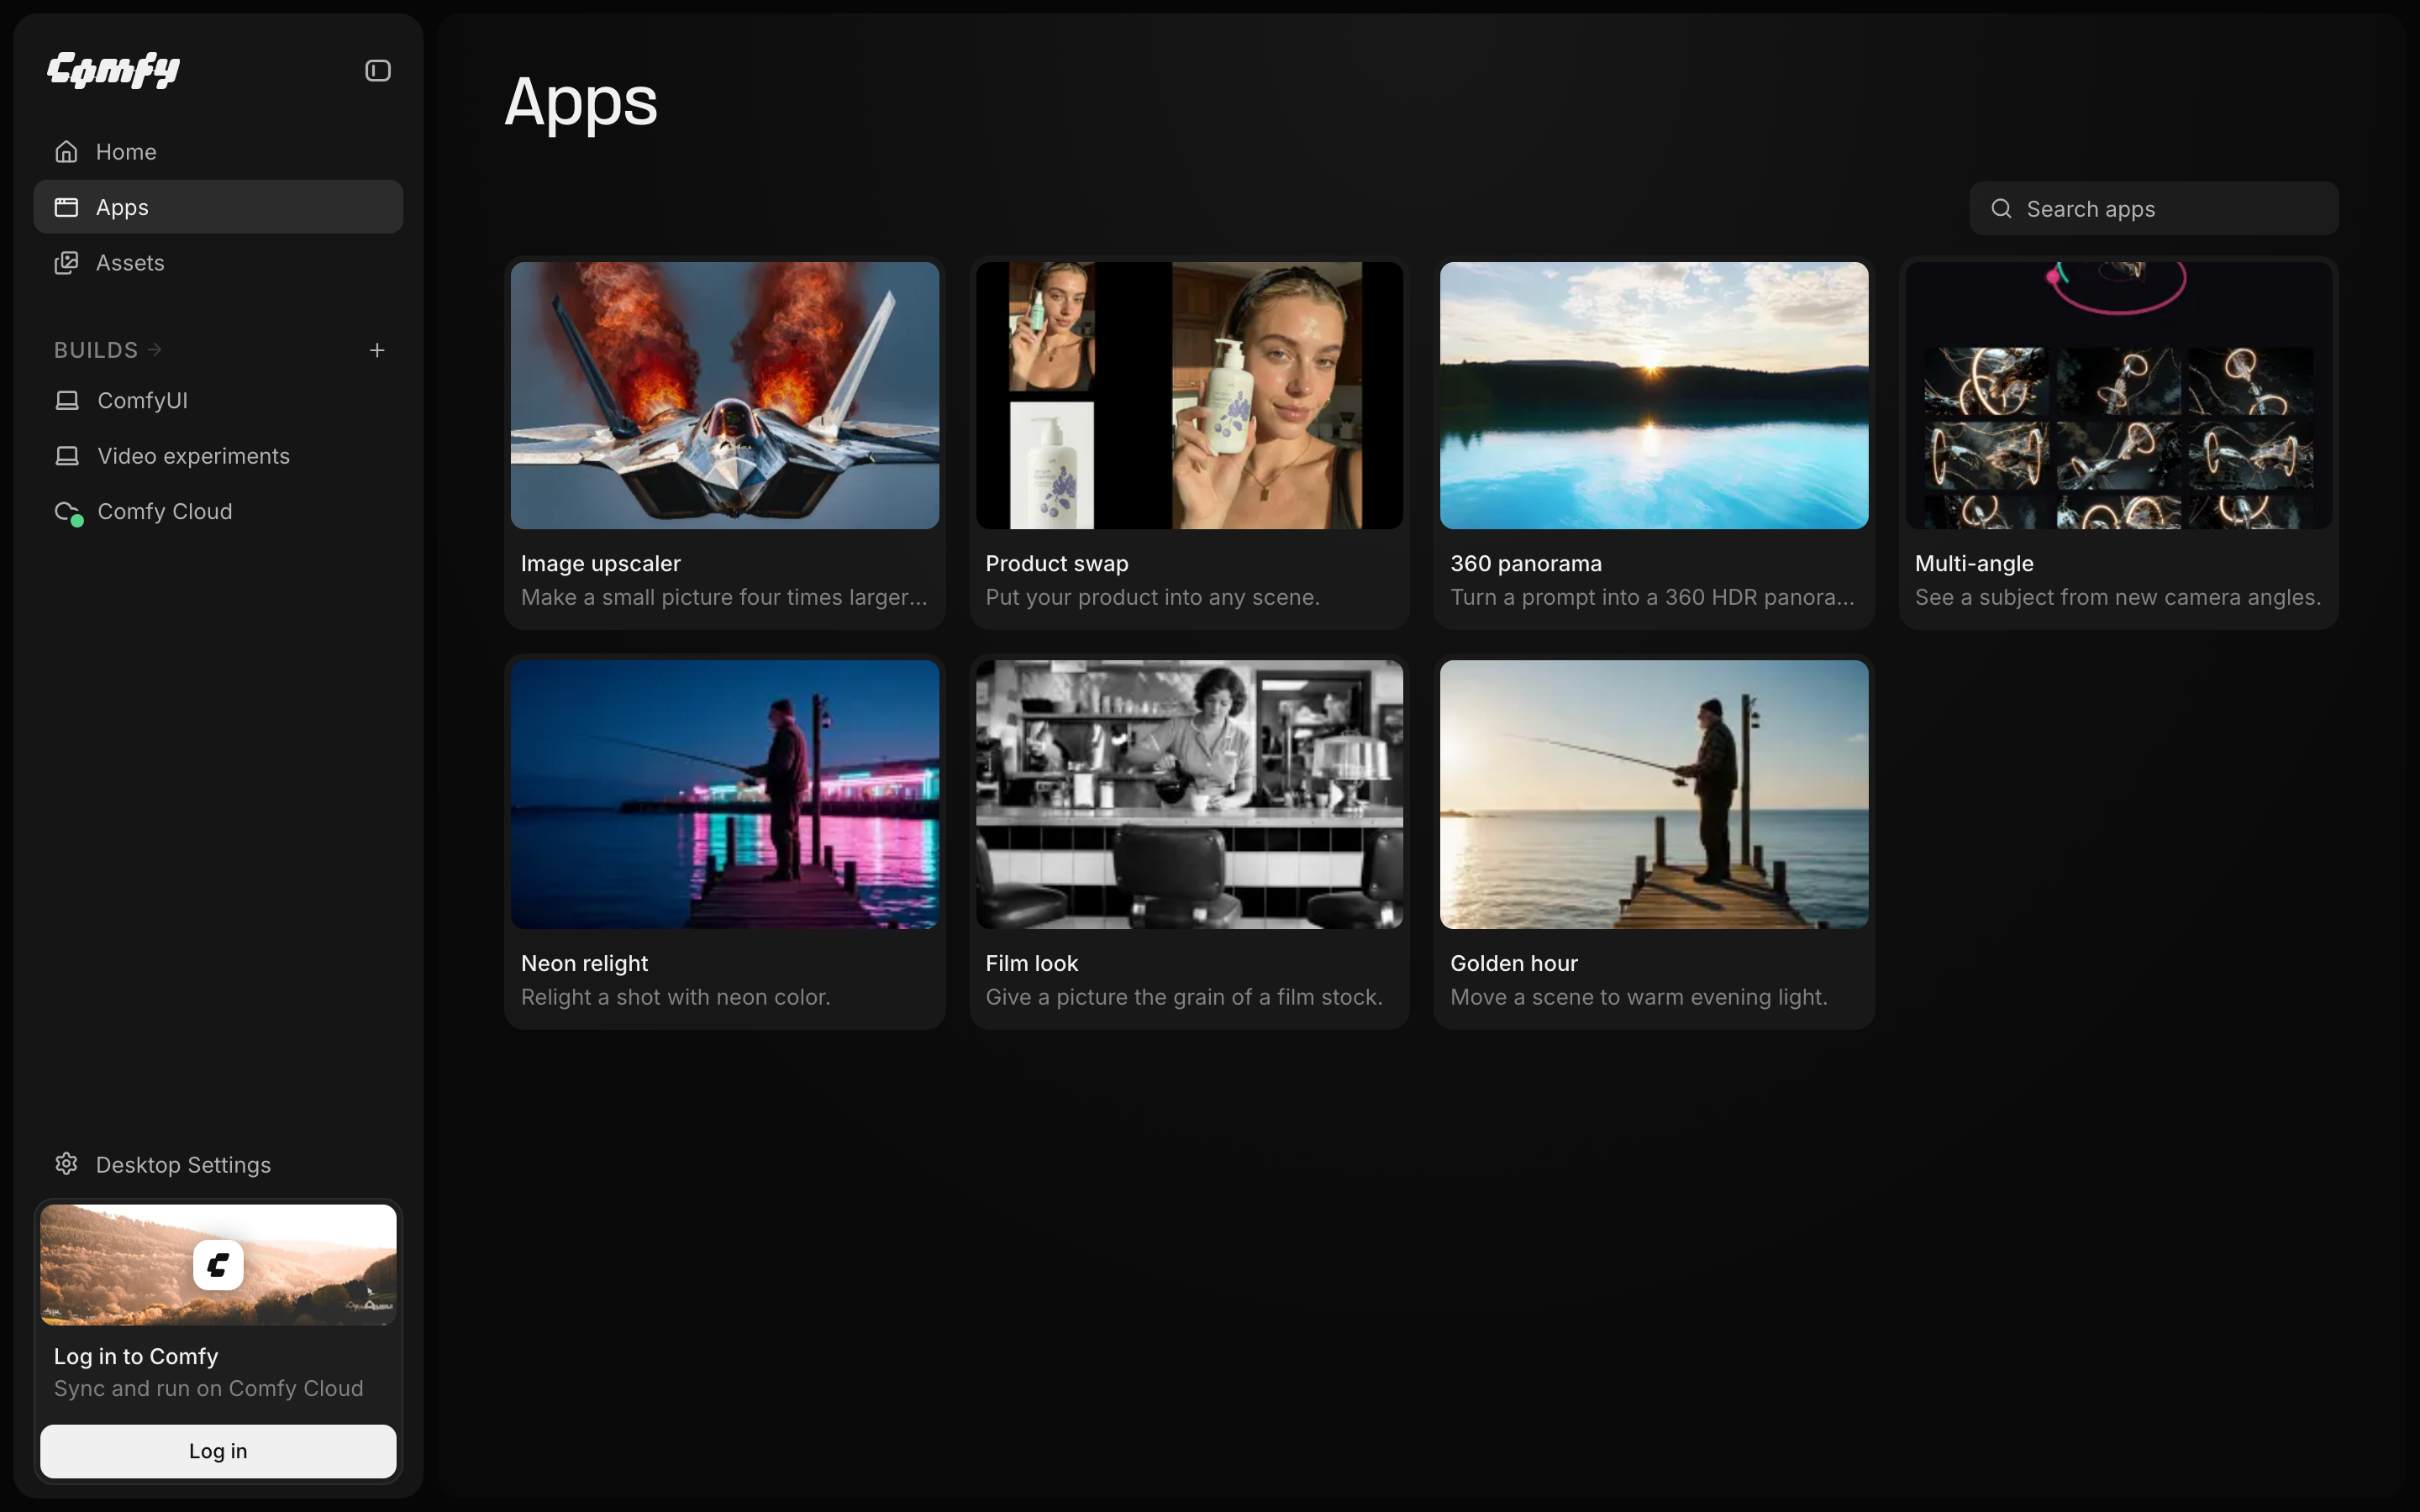 Comfy
Home
Apps
Assets
BUILDS
ComfyUI
Video experiments
Comfy Cloud
Desktop Settings
Log in to Comfy
Sync and run on Comfy Cloud
Log in
Apps
Search apps
Image upscaler
Make a small picture four times larger...
Product swap
Put your product into any scene.
360 panorama
Turn a prompt into a 360 HDR panora...
Multi-angle
See a subject from new camera angles.
Neon relight
Relight a shot with neon color.
Film look
Give a picture the grain of a film stock.
Golden hour
Move a scene to warm evening light.